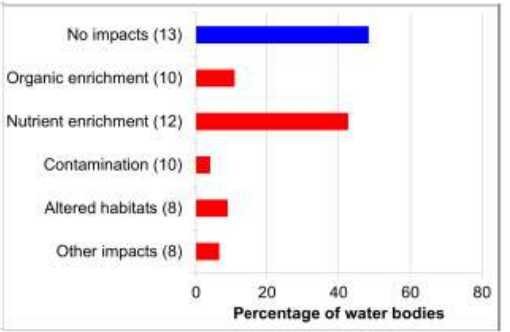 No impacts (13)
Organic enrichment (10)
Nutrient enrichment (12)
Contamination (10)
Altered habitats (8)
Other impacts (8)
0 20 40 60 80
Percentage of water bodies